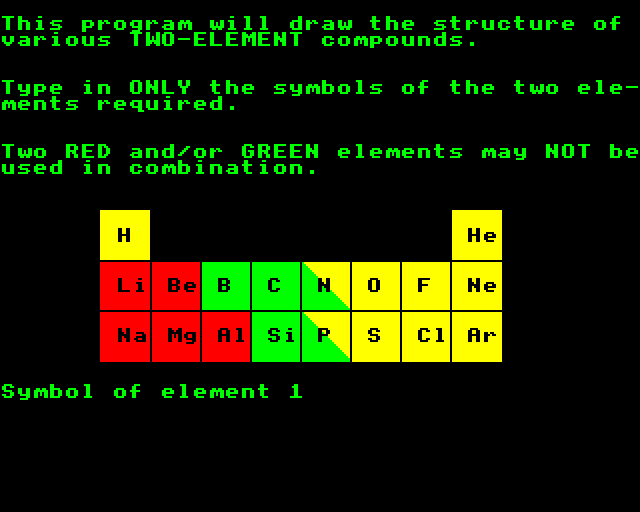 This program will draw the structure of
various TWO-ELEMENT compounds.
Type in ONLY the symbols of the two ele-
ments required.
Two RED and/or GREEN elements may NOT be
used in combination.
H He
Li Be B C N O F Ne
Na Mg Al Si P S Cl Ar
Symbol of element 1